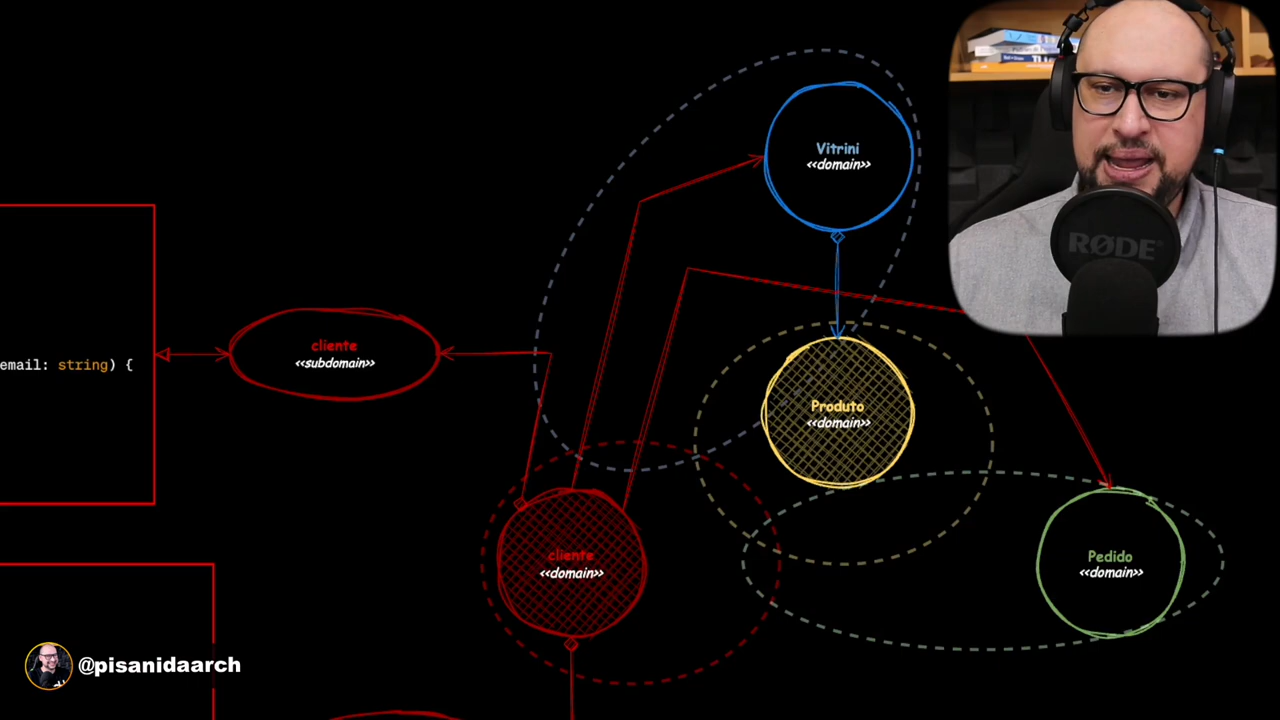 Vitrini
<<domain>>
RØDE
cliente
<<subdomain>>
email: string) {
Produto
<<domain>>
cliente
<<domain>>
Pedido
<<domain>>
@pisanidaarch